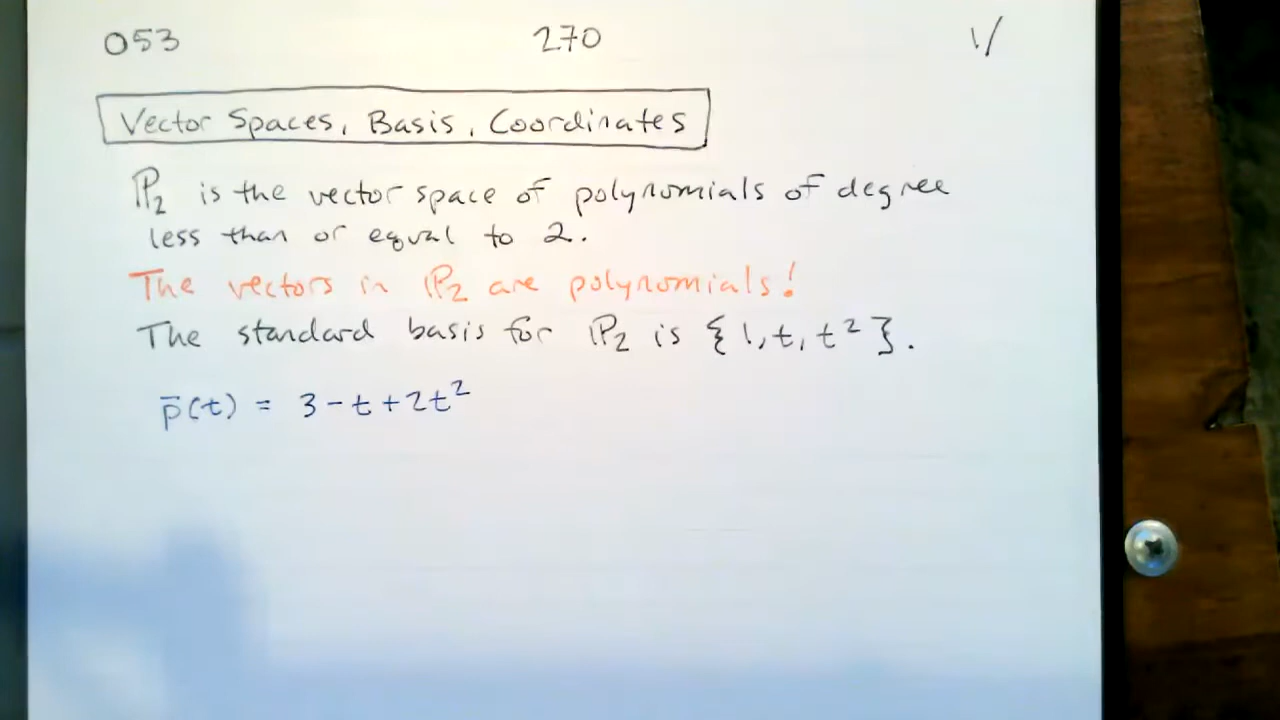 053 270 1/
Vector Spaces, Basis, Coordinates
ℙ₂ is the vector space of polynomials of degree
less than or equal to 2.
The vectors in ℙ₂ are polynomials!
The standard basis for ℙ₂ is {1, t, t²}.
p̄(t) = 3 - t + 2t²